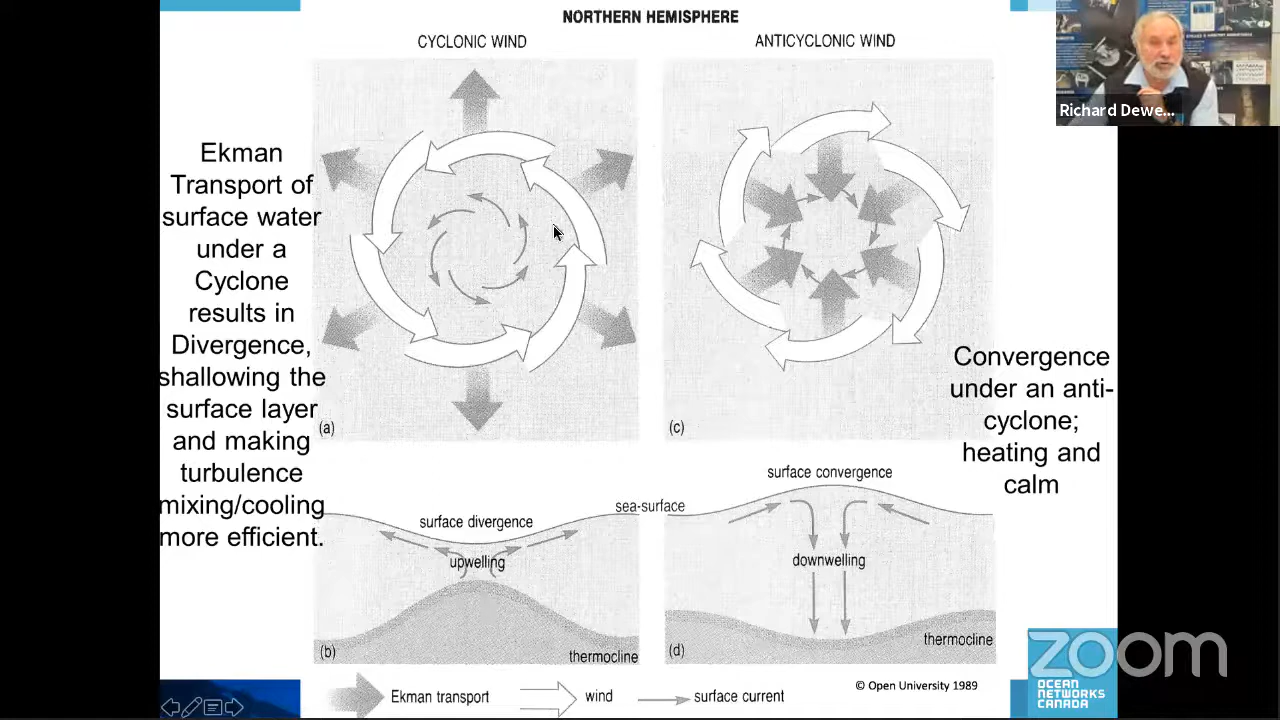 NORTHERN HEMISPHERE
CYCLONIC WIND
ANTICYCLONIC WIND
Richard Dewe...
Ekman
Transport of
surface water
under a
Cyclone
results in
Divergence,
shallowing the
surface layer
and making
turbulence
mixing/cooling
more efficient.
(a)
(c)
Convergence
under an anti-
cyclone;
heating and
calm
surface divergence
upwelling
sea-surface
surface convergence
downwelling
(b)
thermocline
(d)
thermocline
Ekman transport
wind
surface current
© Open University 1989
zoom
OCEAN
NETWORKS
CANADA